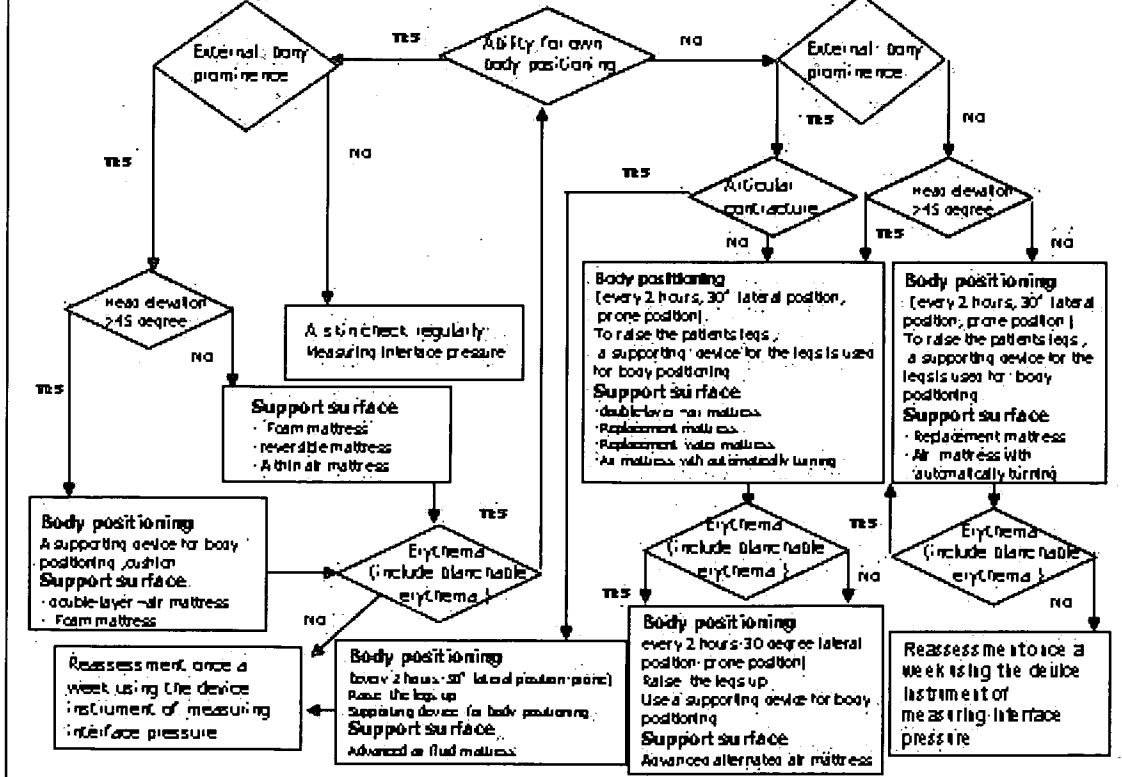 External bony
prominence
YES
Ability for own
body positioning
NO
External bony
prominence
YES
NO
YES
NO
YES
Articular
contracture
Head elevation
>45 degree
NO
YES
NO
Head elevation
>45 degree
YES
NO
A skin check regularly
Measuring interface pressure
Body positioning
(every 2 hours, 30° lateral position,
prone position)
To raise the patients legs,
a supporting device for the legs is used
for body positioning
Support surface
·double-layer-air mattress
·Replacement mattress
·Replacement water mattress
·Air mattress with automatically turning
Body positioning
(every 2 hours, 30° lateral
position, prone position)
To raise the patients legs,
a supporting device for the
legs is used for body
positioning
Support surface
· Replacement mattress
· Air mattress with
automatically turning
Support surface
· Foam mattress
· reversible mattress
· A thin air mattress
Body positioning
A supporting device for body
positioning, cushion
Support surface
· double-layer-air mattress
· Foam mattress
YES
Erythema
(include blanchable
erythema)
NO
Erythema
(include blanchable
erythema)
YES
NO
YES
Erythema
(include blanchable
erythema)
NO
Reassessment once a
week using the device
instrument of measuring
interface pressure
Body positioning
(every 2 hours·30° lateral position·prone)
Raise the legs up
Supporting device for body positioning
Support surface
Advanced air fluid mattress
Body positioning
every 2 hours·30 degree lateral
position·prone position)
Raise the legs up
Use a supporting device for body
positioning
Support surface
Advanced alternated air mattress
Reassessment once a
week using the device
instrument of
measuring interface
pressure